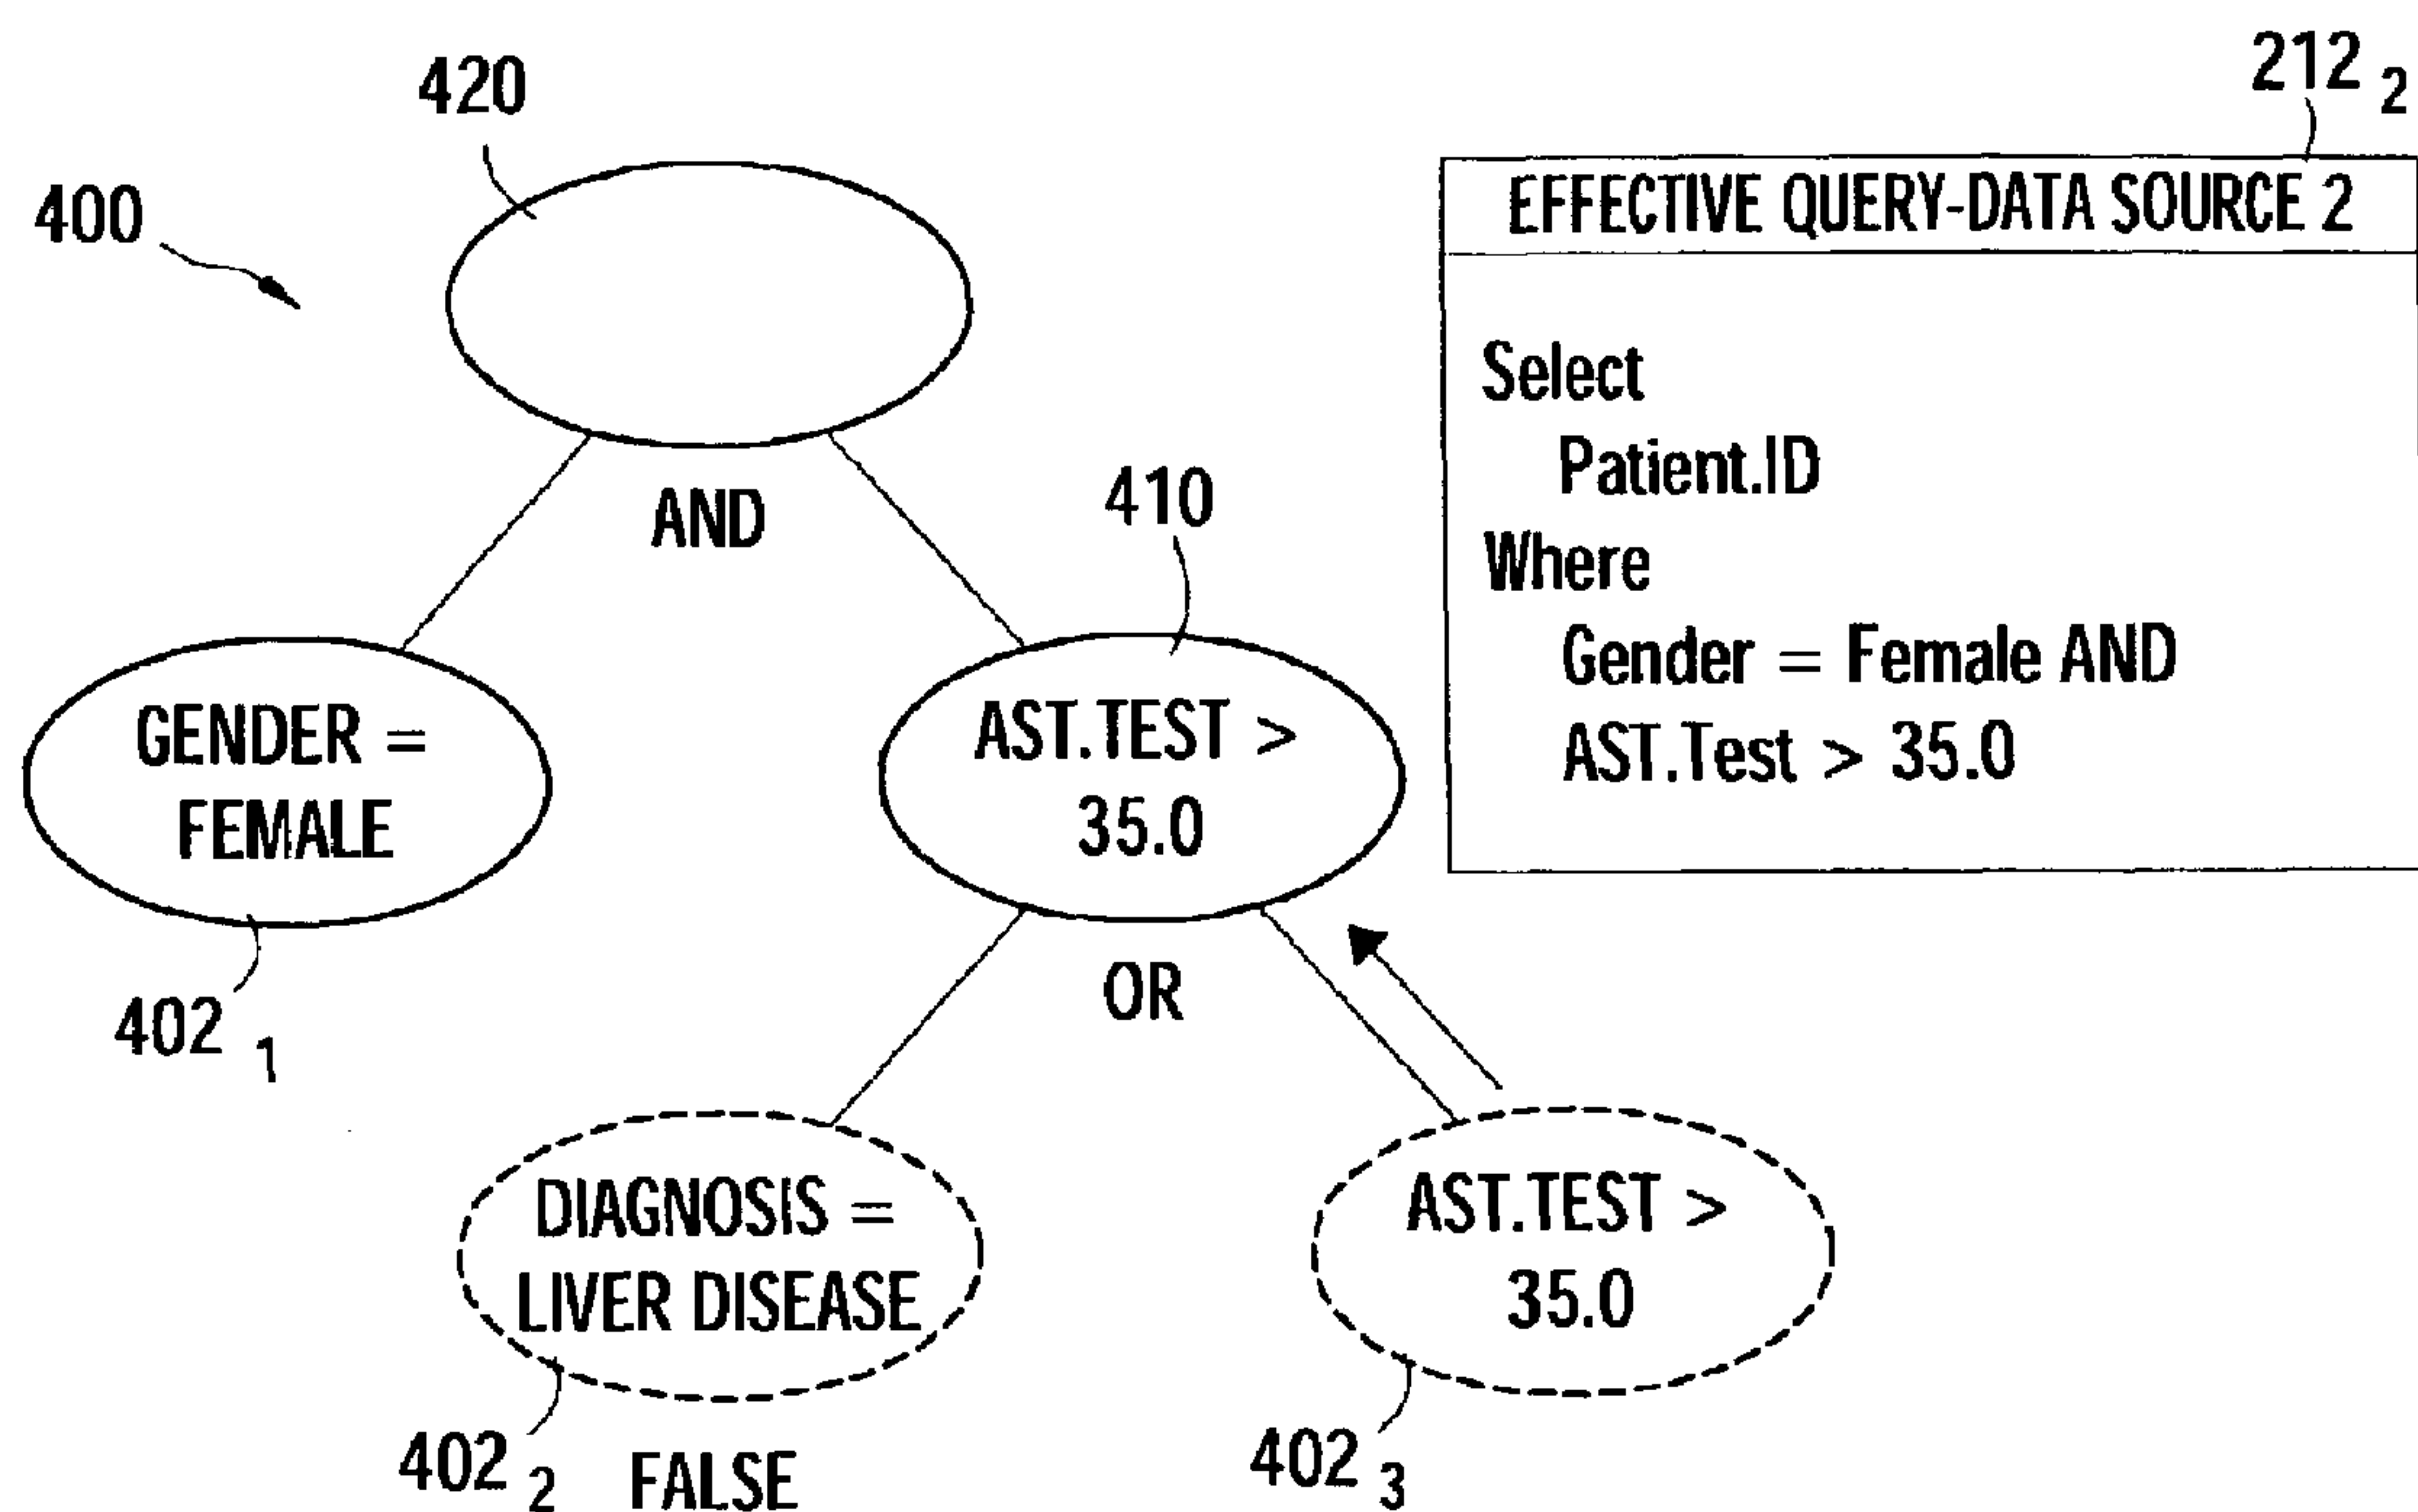 420
400
AND
410
GENDER =
FEMALE
402 1
AST.TEST >
35.0
OR
DIAGNOSIS =
LIVER DISEASE
402 2
FALSE
AST.TEST >
35.0
402 3
212 2
EFFECTIVE QUERY-DATA SOURCE 2
Select
Patient.ID
Where
Gender = Female AND
AST.Test > 35.0